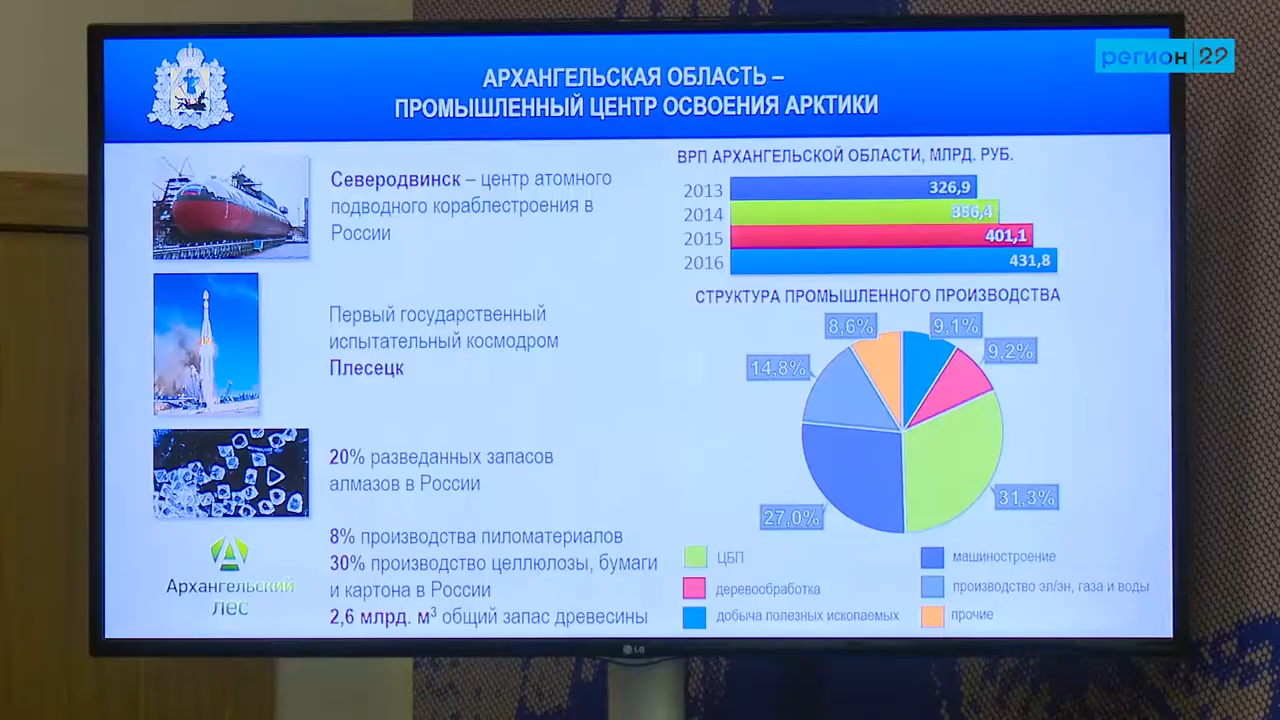 регион 29
АРХАНГЕЛЬСКАЯ ОБЛАСТЬ –
ПРОМЫШЛЕННЫЙ ЦЕНТР ОСВОЕНИЯ АРКТИКИ
Северодвинск – центр атомного
подводного кораблестроения в
России
Первый государственный
испытательный космодром
Плесецк
20% разведанных запасов
алмазов в России
Архангельский
лес
8% производства пиломатериалов
30% производство целлюлозы, бумаги
и картона в России
2,6 млрд. м³ общий запас древесины
ВРП АРХАНГЕЛЬСКОЙ ОБЛАСТИ, МЛРД. РУБ.
2013 326,9
2014 356,4
2015 401,1
2016 431,8
СТРУКТУРА ПРОМЫШЛЕННОГО ПРОИЗВОДСТВА
8,6% 9,1%
14,8% 9,2%
27,0% 31,3%
ЦБП машиностроение
деревообработка производство эл/эн, газа и воды
добыча полезных ископаемых прочие
LG